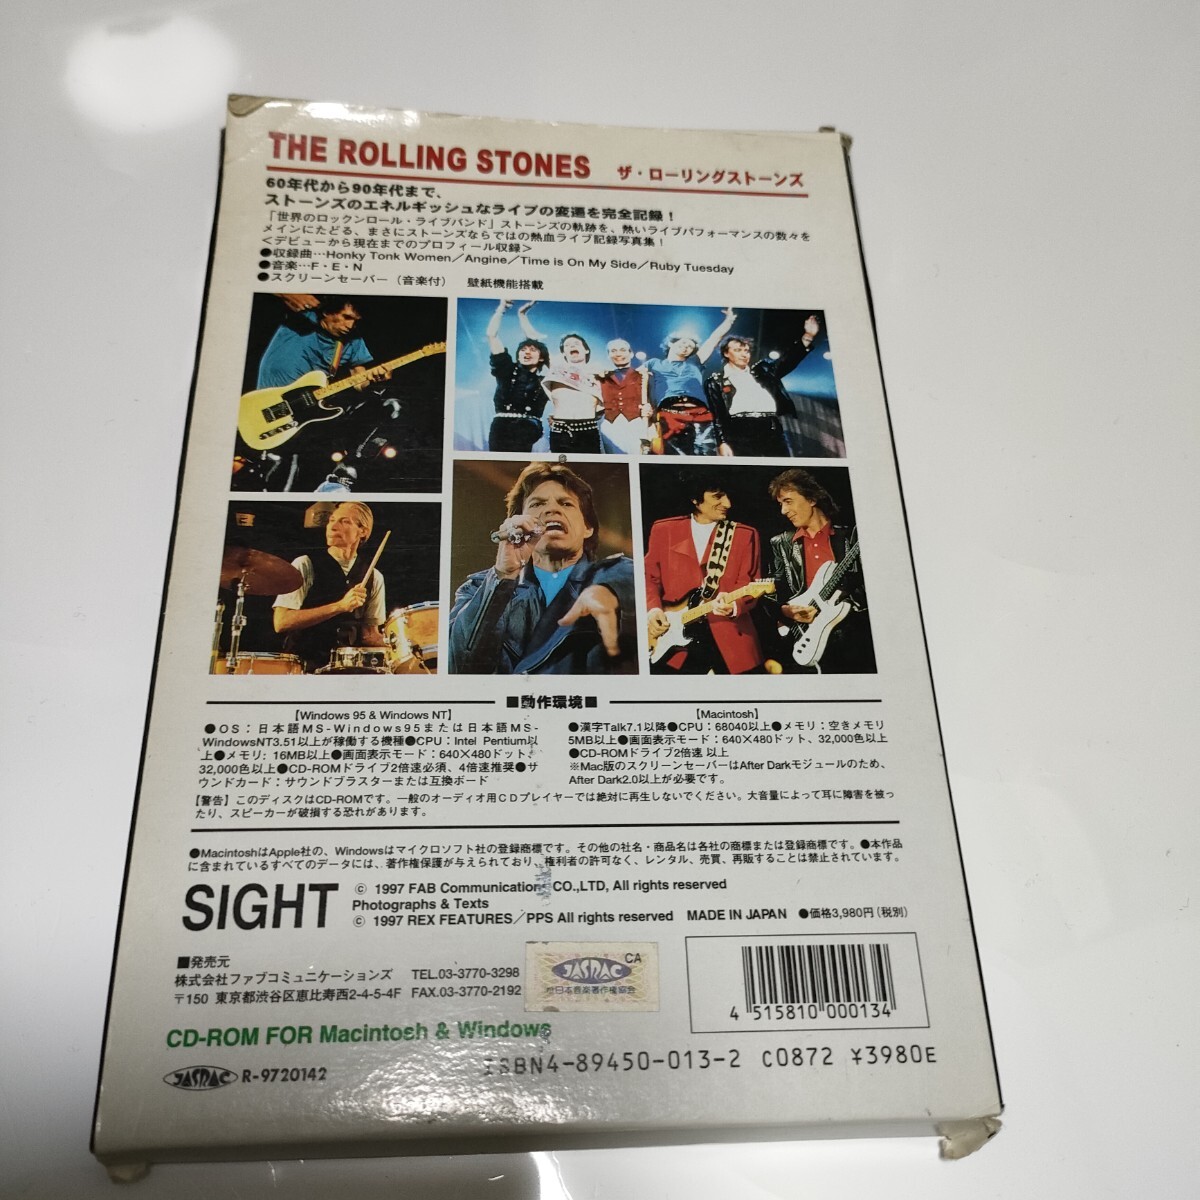 THE ROLLING STONES ザ・ローリングストーンズ
60年代から90年代まで、
ストーンズのエネルギッシュなライブの変遷を完全記録！
「世界のロックンロール・ライブバンド」ストーンズの軌跡を、熱いライブパフォーマンスの数々を
メインにたどる、まさにストーンズならではの熱血ライブ記録写真集！
＜デビューから現在までのプロフィール収録＞
●収録曲…Honky Tonk Women／Angine／Time is On My Side／Ruby Tuesday
●音楽…F・E・N
●スクリーンセーバー（音楽付） 壁紙機能搭載
■動作環境■
【Windows 95 & Windows NT】
●OS：日本語MS-Windows95または日本語MS-
WindowsNT3.51以上が稼働する機種●CPU：Intel Pentium以
上●メモリ：16MB以上●画面表示モード：640×480ドット、
32,000色以上●CD-ROMドライブ2倍速必須、4倍速推奨●サ
ウンドカード：サウンドブラスターまたは互換ボード
【Macintosh】
●漢字Talk7.1以降●CPU：68040以上●メモリ：空きメモリ
5MB以上●画面表示モード：640×480ドット、32,000色以上
●CD-ROMドライブ2倍速 以上
※Mac版のスクリーンセーバーはAfter Darkモジュールのため、
After Dark2.0以上が必要です。
【警告】このディスクはCD-ROMです。一般のオーディオ用CDプレイヤーでは絶対に再生しないでください。大音量によって耳に障害を被っ
たり、スピーカーが破損する恐れがあります。
●MacintoshはApple社の、Windowsはマイクロソフト社の登録商標です。その他の社名・商品名は各社の商標または登録商標です。●本作品
に含まれているすべてのデータには、著作権保護が与えられており、権利者の許可なく、レンタル、売買、再販することは禁止されています。
SIGHT
© 1997 FAB Communications CO.,LTD, All rights reserved
Photographs & Texts
© 1997 REX FEATURES／PPS All rights reserved MADE IN JAPAN ●価格3,980円（税別）
■発売元
株式会社ファブコミュニケーションズ TEL.03-3770-3298
〒150 東京都渋谷区恵比寿西2-4-5-4F FAX.03-3770-2192
JASRAC CA
日本音楽著作権協会
4 515810 000134
CD-ROM FOR Macintosh & Windows
ISBN4-89450-013-2 C0872 ¥3980E
JASRAC R-9720142